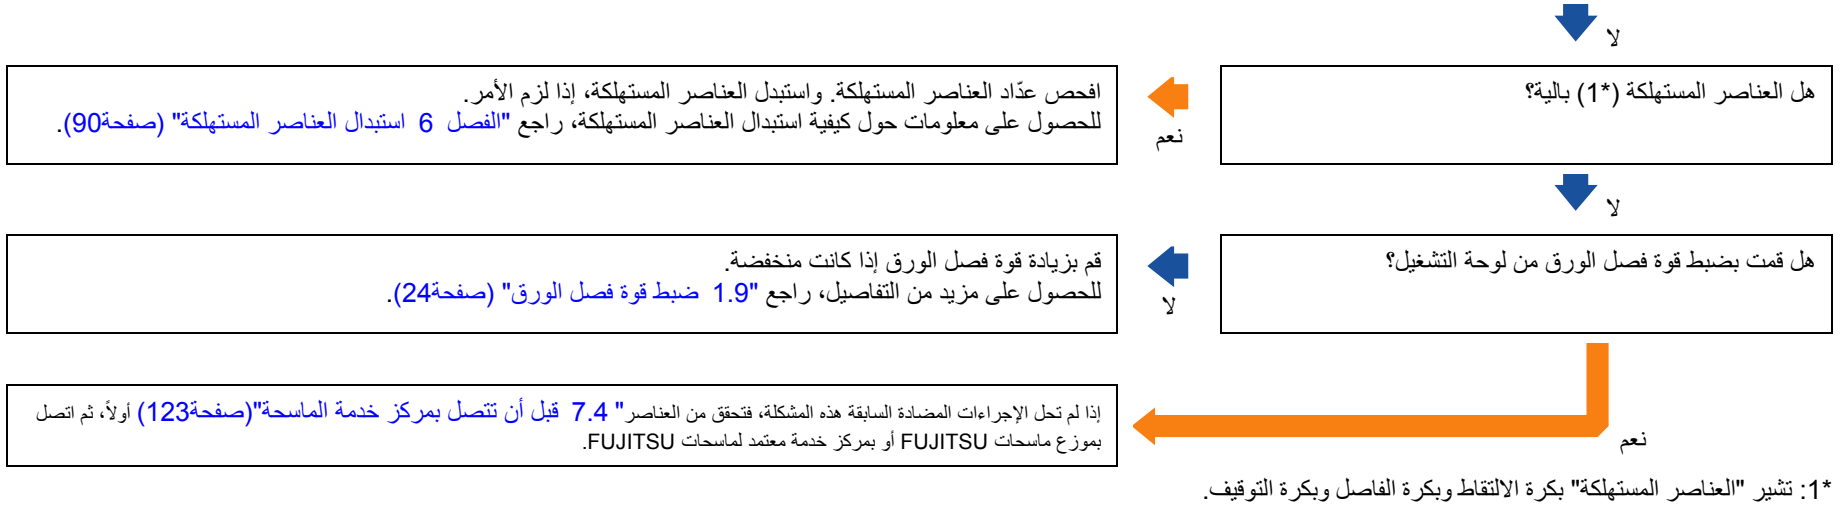 لا
هل العناصر المستهلكة (*1) بالية؟
نعم
افحص عدّاد العناصر المستهلكة. واستبدل العناصر المستهلكة، إذا لزم الأمر.
للحصول على معلومات حول كيفية استبدال العناصر المستهلكة، راجع "الفصل 6 استبدال العناصر المستهلكة" (صفحة90).
لا
هل قمت بضبط قوة فصل الورق من لوحة التشغيل؟
لا
قم بزيادة قوة فصل الورق إذا كانت منخفضة.
للحصول على مزيد من التفاصيل، راجع "1.9 ضبط قوة فصل الورق" (صفحة24).
نعم
إذا لم تحل الإجراءات المضادة السابقة هذه المشكلة، فتحقق من العناصر" 7.4 قبل أن تتصل بمركز خدمة الماسحة"(صفحة123) أولاً، ثم اتصل
بموزع ماسحات FUJITSU أو بمركز خدمة معتمد لماسحات FUJITSU.
*1: تشير "العناصر المستهلكة" بكرة الالتقاط وبكرة الفاصل وبكرة التوقيف.